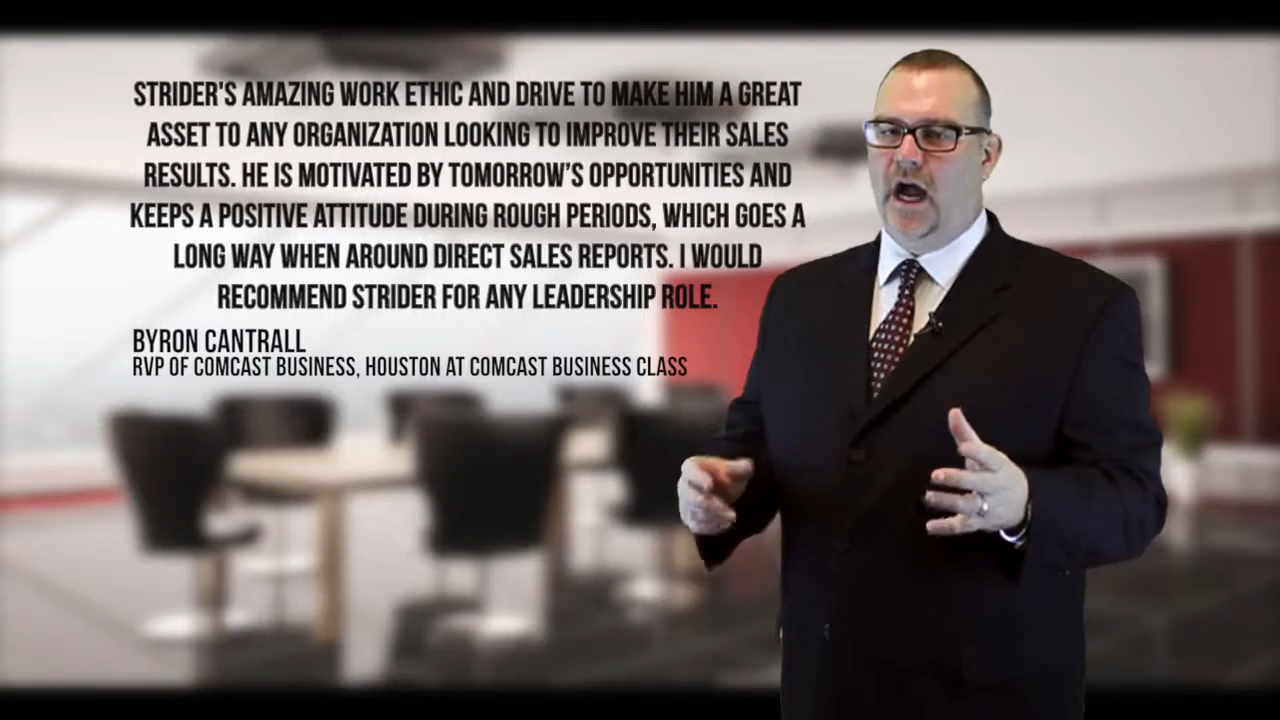 STRIDER'S AMAZING WORK ETHIC AND DRIVE TO MAKE HIM A GREAT
ASSET TO ANY ORGANIZATION LOOKING TO IMPROVE THEIR SALES
RESULTS. HE IS MOTIVATED BY TOMORROW'S OPPORTUNITIES AND
KEEPS A POSITIVE ATTITUDE DURING ROUGH PERIODS, WHICH GOES A
LONG WAY WHEN AROUND DIRECT SALES REPORTS. I WOULD
RECOMMEND STRIDER FOR ANY LEADERSHIP ROLE.
BYRON CANTRALL
RVP OF COMCAST BUSINESS, HOUSTON AT COMCAST BUSINESS CLASS